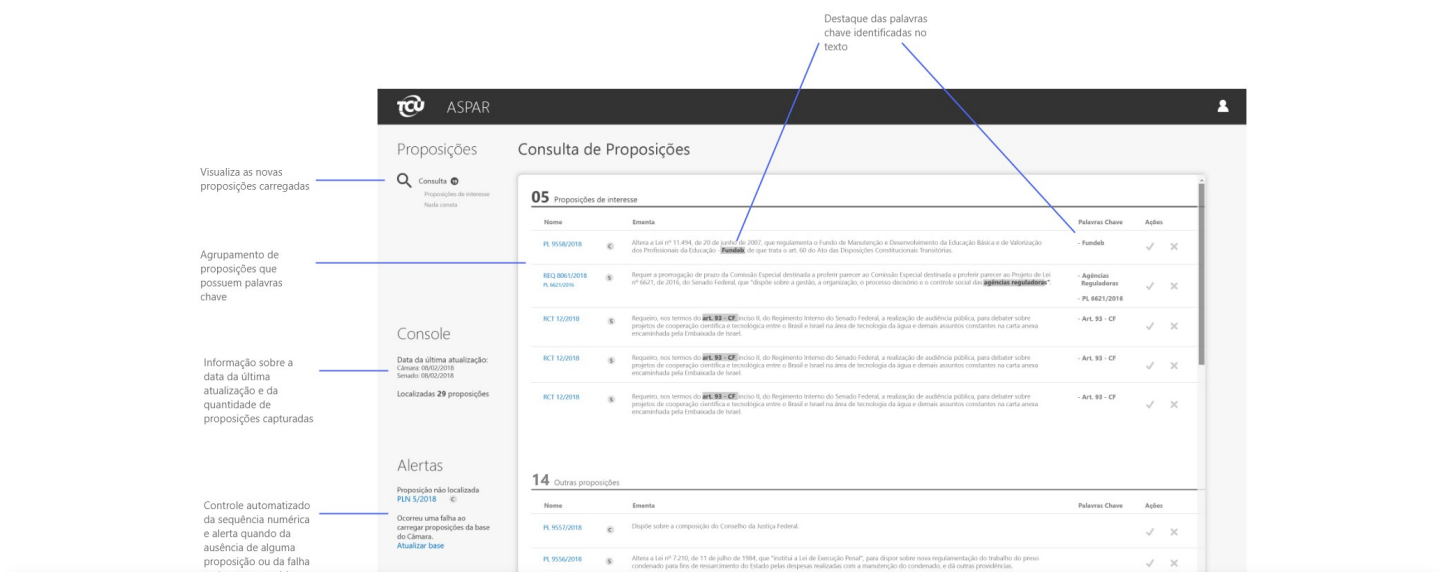 Destaque das palavras
chave identificadas no
texto
TCU ASPAR
Proposições
Consulta de Proposições
Visualiza as novas
proposições carregadas
Consulta
Proposições de interesse
Nada consta
05 Proposições de interesse
Nome Ementa Palavras Chave Ações
PL 9558/2018 C Altera a Lei nº 11.494, de 20 de junho de 2007, que regulamenta o Fundo de Manutenção e Desenvolvimento da Educação Básica e de Valorização - Fundeb
dos Profissionais da Educação - Fundeb, de que trata o art. 60 do Ato das Disposições Constitucionais Transitórias.
Agrupamento de
proposições que
possuem palavras
chave
REQ 8061/2018 S Requer a prorrogação de prazo da Comissão Especial destinada a proferir parecer ao Comissão Especial destinada a proferir parecer ao Projeto de Lei - Agências
PL 6621/2016 nº 6621, de 2016, do Senado Federal, que "dispõe sobre a gestão, a organização, o processo decisório e o controle social das agências reguladoras". Reguladoras
- PL 6621/2016
RCT 12/2018 S Requeiro, nos termos do art. 93 - CF, inciso II, do Regimento Interno do Senado Federal, a realização de audiência pública, para debater sobre - Art. 93 - CF
projetos de cooperação científica e tecnológica entre o Brasil e Israel na área de tecnologia da água e demais assuntos constantes na carta anexa
encaminhada pela Embaixada de Israel.
Console
Informação sobre a
data da última
atualização e da
quantidade de
proposições capturadas
Data da última atualização:
Câmara: 08/02/2018
Senado: 08/02/2018
Localizadas 29 proposições
RCT 12/2018 S Requeiro, nos termos do art. 93 - CF, inciso II, do Regimento Interno do Senado Federal, a realização de audiência pública, para debater sobre - Art. 93 - CF
projetos de cooperação científica e tecnológica entre o Brasil e Israel na área de tecnologia da água e demais assuntos constantes na carta anexa
encaminhada pela Embaixada de Israel.
RCT 12/2018 S Requeiro, nos termos do art. 93 - CF, inciso II, do Regimento Interno do Senado Federal, a realização de audiência pública, para debater sobre - Art. 93 - CF
projetos de cooperação científica e tecnológica entre o Brasil e Israel na área de tecnologia da água e demais assuntos constantes na carta anexa
encaminhada pela Embaixada de Israel.
Alertas
Proposição não localizada
PLN 5/2018 C
Ocorreu uma falha ao
carregar proposições da base
do Câmara.
Atualizar base
Controle automatizado
da sequência numérica
e alerta quando da
ausência de alguma
proposição ou da falha
14 Outras proposições
Nome Ementa Palavras Chave Ações
PL 9557/2018 C Dispõe sobre a composição do Conselho da Justiça Federal.
PL 9556/2018 S Altera a Lei nº 7.210, de 11 de julho de 1984, que "institui a Lei de Execução Penal", para dispor sobre nova regulamentação do trabalho do preso
condenado para fins de ressarcimento do Estado pelas despesas realizadas com a manutenção do condenado, e dá outras providências.